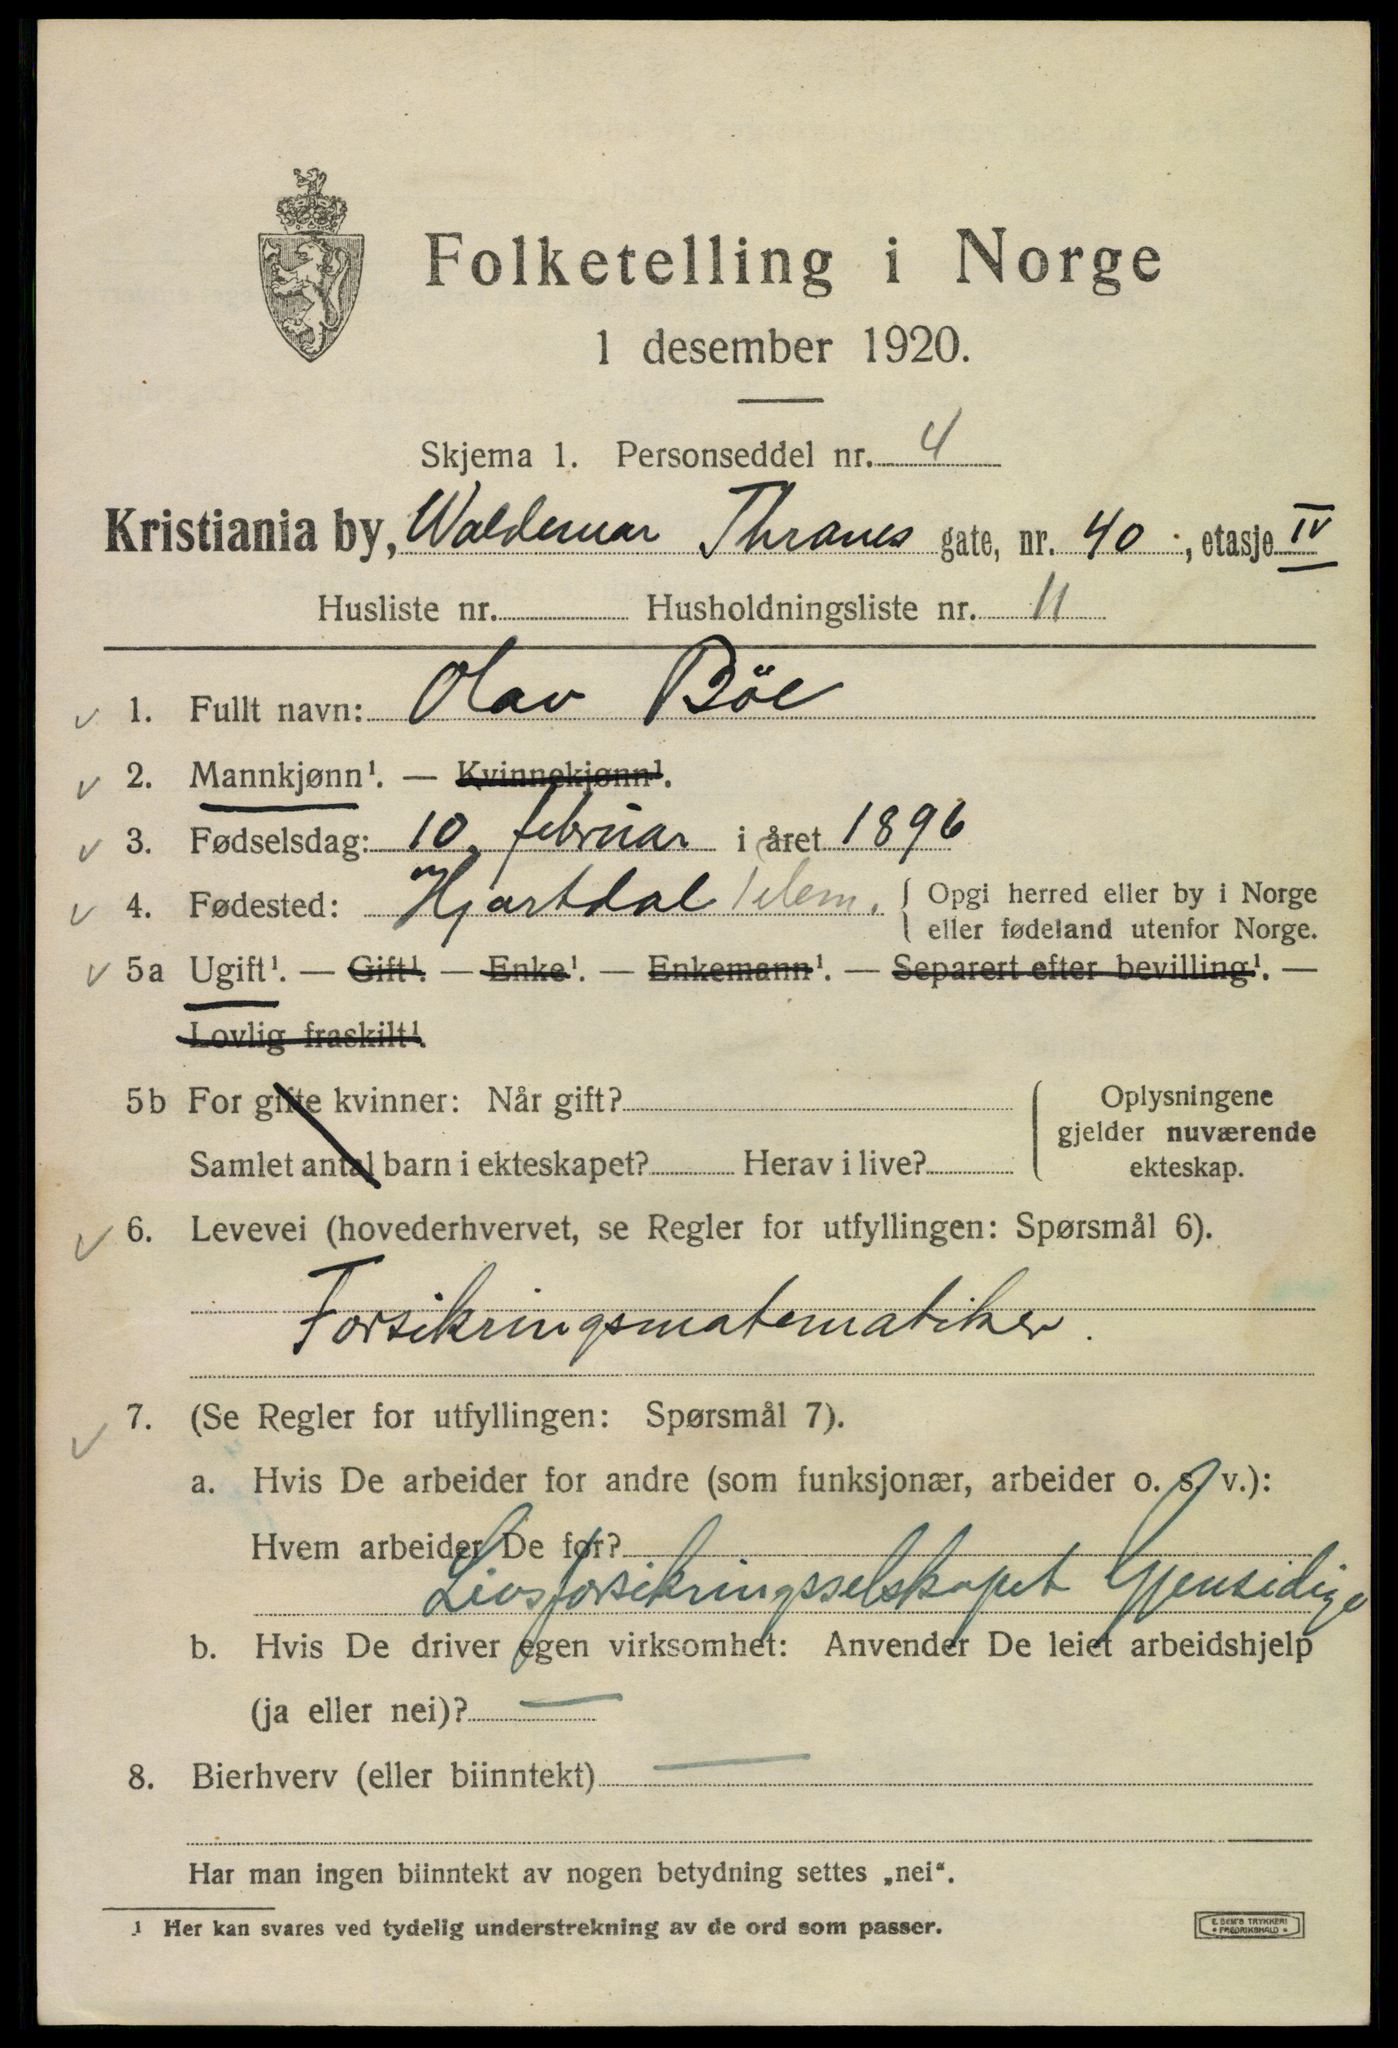 Folketelling i Norge
1 desember 1920.
Skjema 1. Personseddel nr. 4
Kristiania by, Waldemar Thranes gate, nr. 40, etasje IV
Husliste nr. Husholdningsliste nr. 11
1. Fullt navn: Olav Böe
2. Mannkjønn¹. — Kvinnekjønn¹.
3. Fødselsdag: 10. februar i året 1896
4. Fødested: Hjartdal Telem. Opgi herred eller by i Norge
eller fødeland utenfor Norge.
5a Ugift¹. — Gift¹. — Enke¹. — Enkemann¹. — Separert efter bevilling¹. —
Lovlig fraskilt¹.
5b For gifte kvinner: Når gift? Oplysningene
gjelder nuværende
Samlet antal barn i ekteskapet? Herav i live? ekteskap.
6. Levevei (hovederhvervet, se Regler for utfyllingen: Spørsmål 6).
Forsikringsmatematiker.
7. (Se Regler for utfyllingen: Spørsmål 7).
a. Hvis De arbeider for andre (som funksjonær, arbeider o. s. v.):
Hvem arbeider De for?
Livsforsikringsselskapet Gjensidige
b. Hvis De driver egen virksomhet: Anvender De leiet arbeidshjelp
(ja eller nei)? —
8. Bierhverv (eller biinntekt) —
Har man ingen biinntekt av nogen betydning settes „nei“.
¹ Her kan svares ved tydelig understrekning av de ord som passer.
E. SEM'S TRYKKERI
• FREDRIKSHALD •